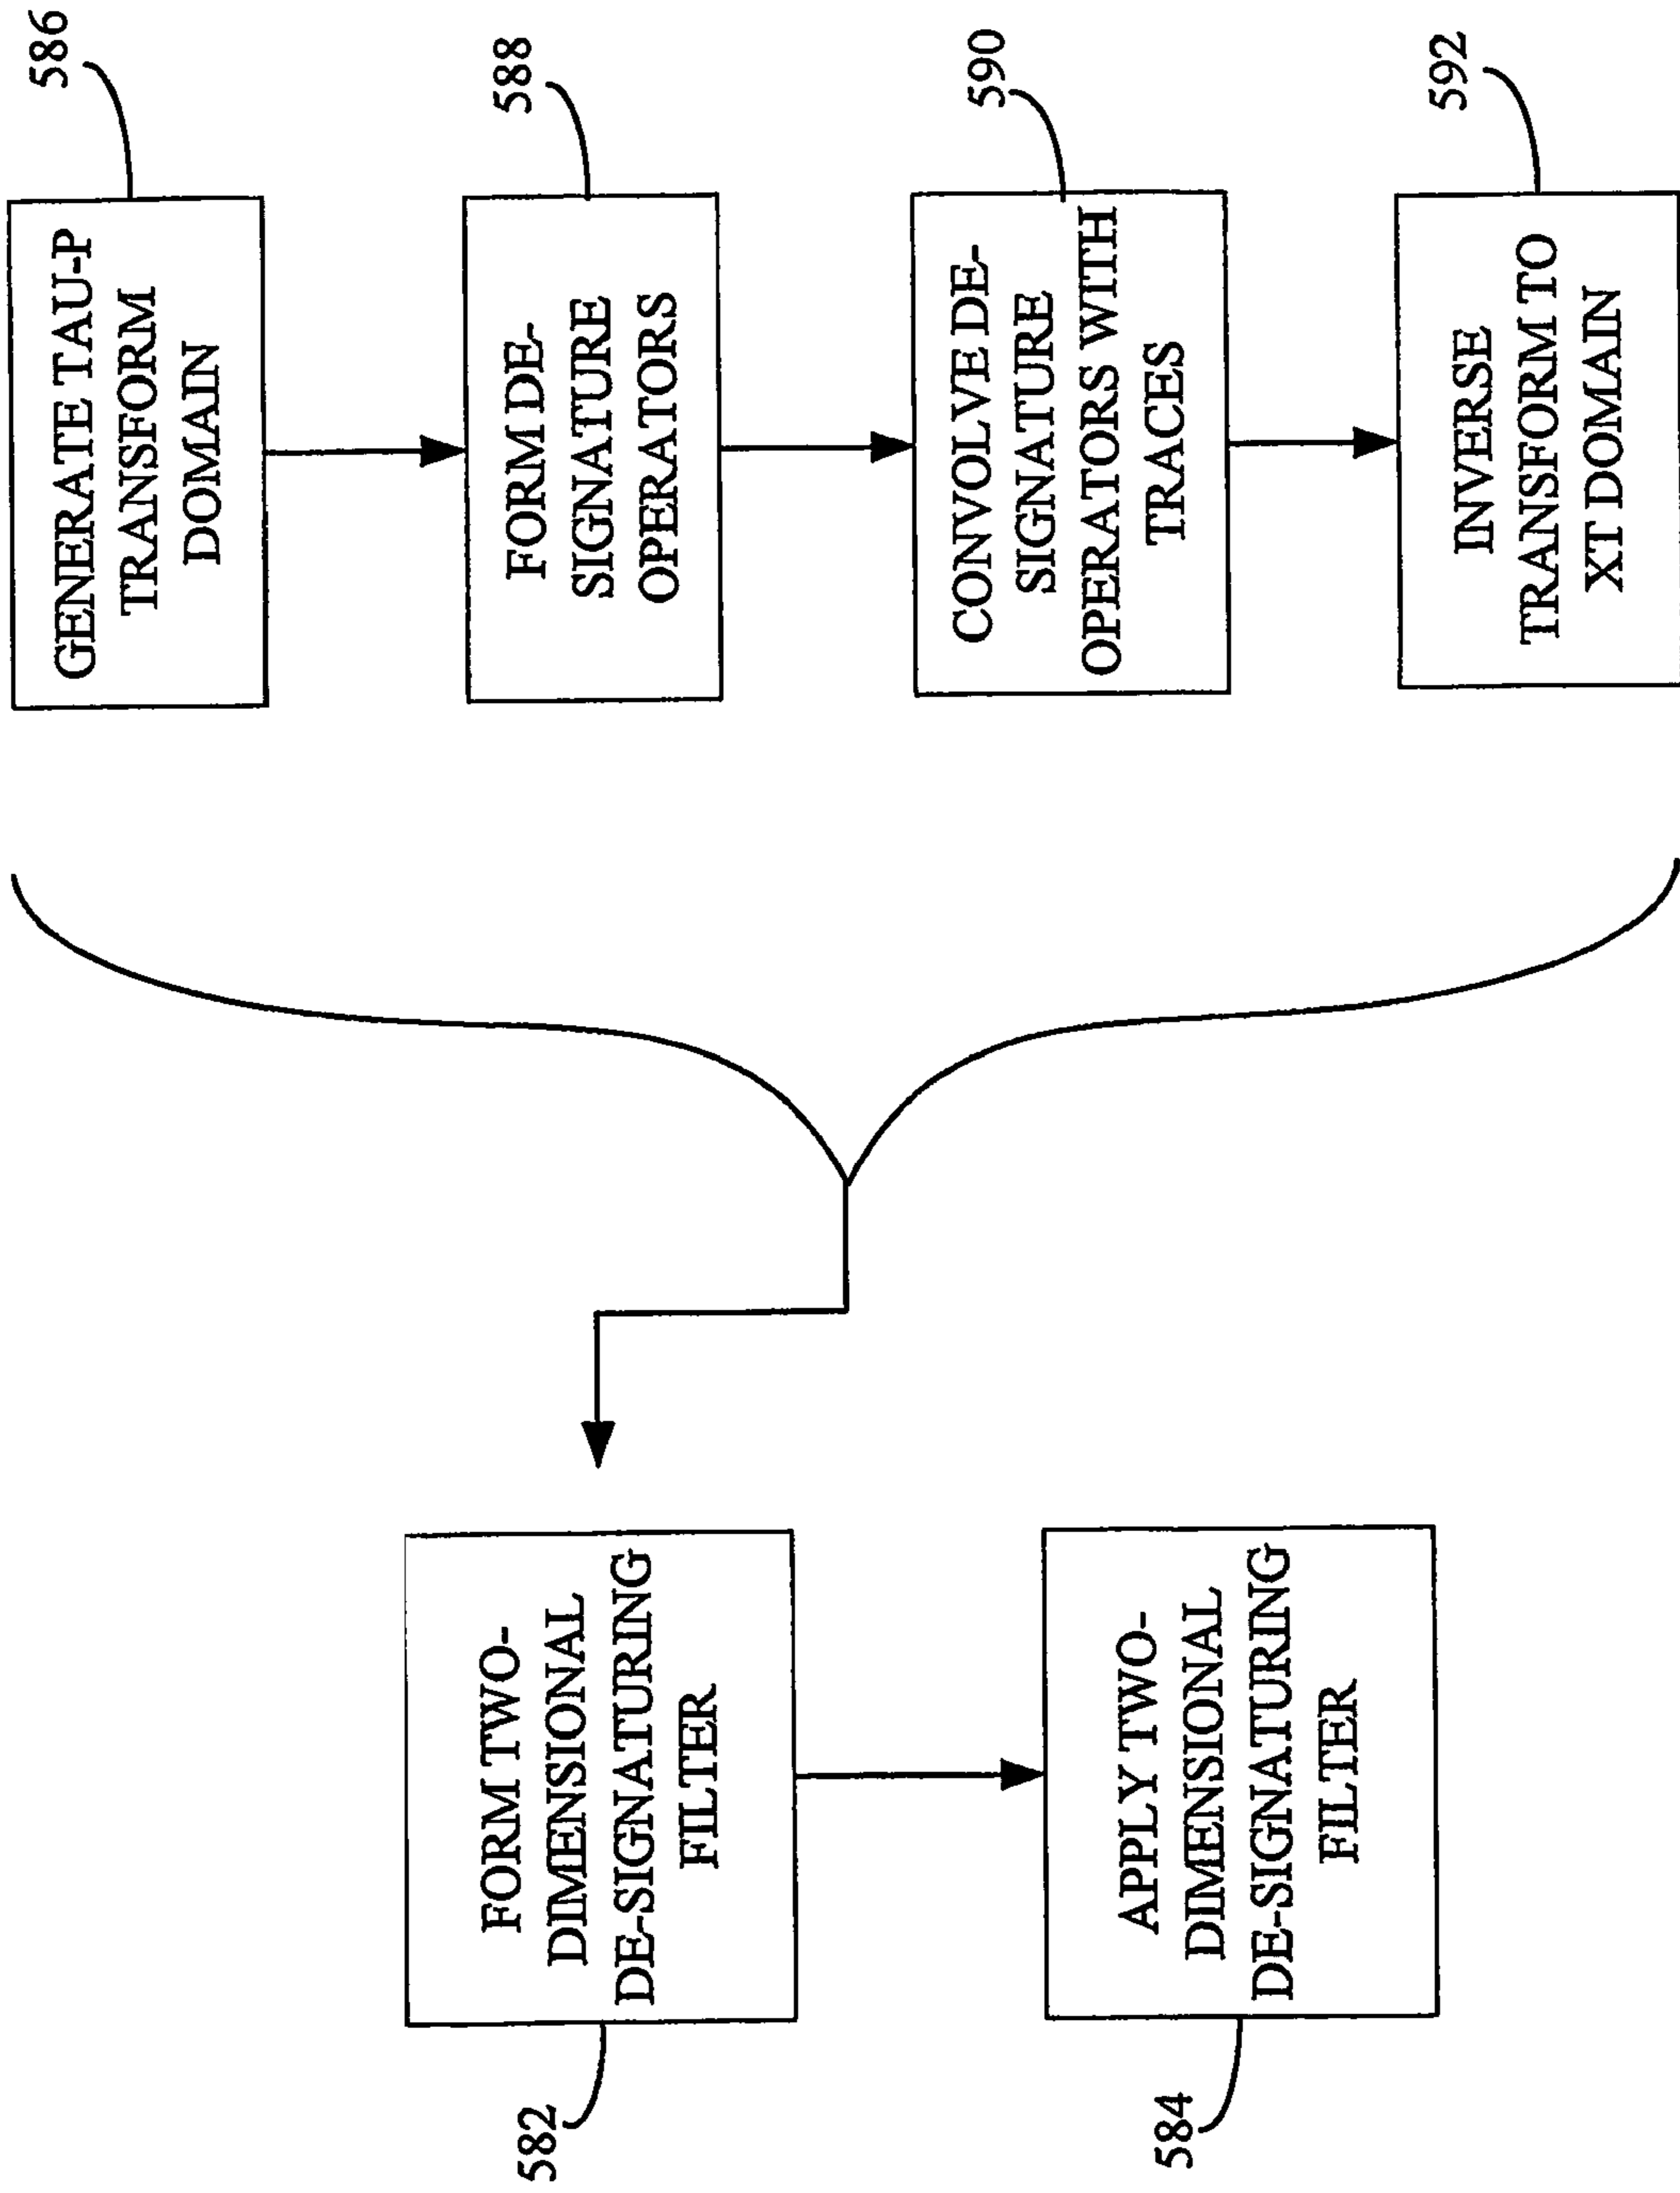 582
FORM TWO-
DIMENSIONAL
DE-SIGNATURING
FILTER
584
APPLY TWO-
DIMENSIONAL
DE-SIGNATURING
FILTER
586
GENERATE TAU-P
TRANSFORM
DOMAIN
588
FORM DE-
SIGNATURE
OPERATORS
590
CONVOLVE DE-
SIGNATURE
OPERATORS WITH
TRACES
592
INVERSE
TRANSFORM TO
XT DOMAIN